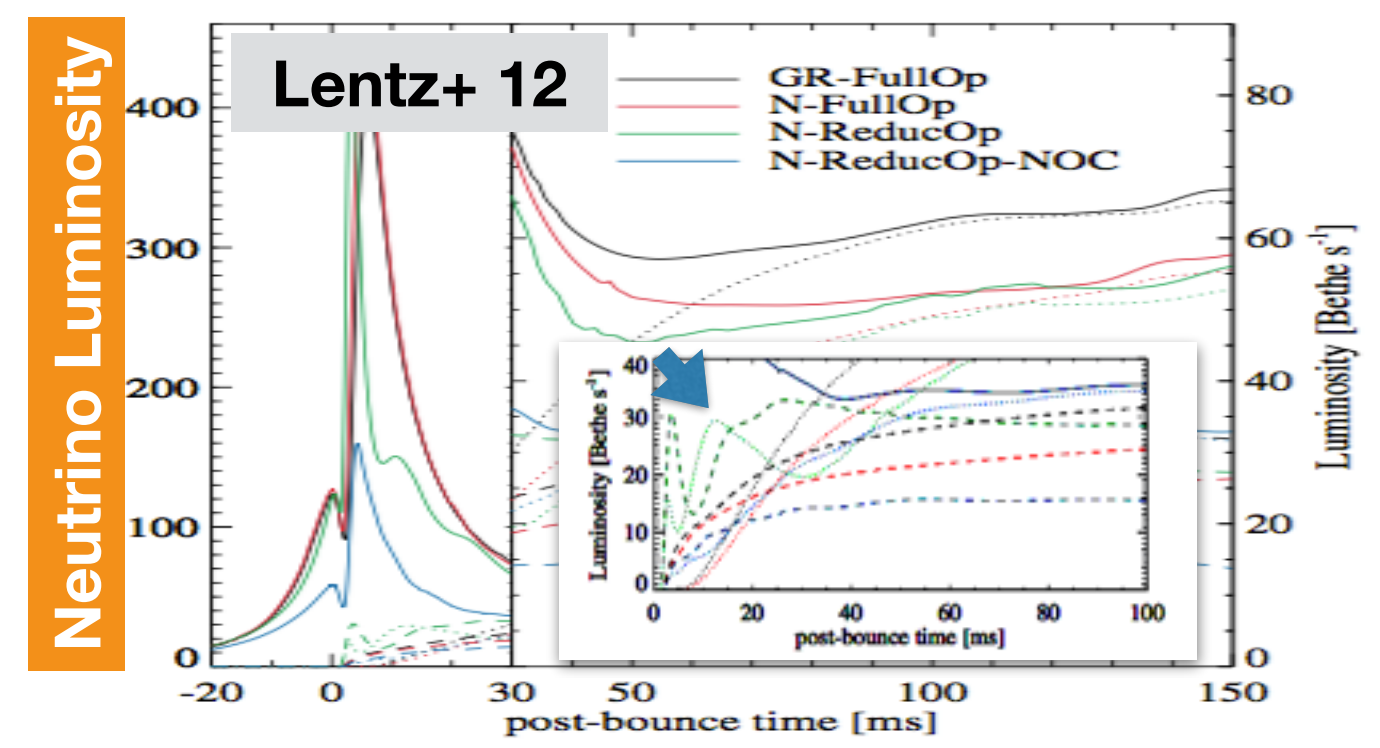 Neutrino Luminosity
Lentz+ 12
GR-FullOp
N-FullOp
N-ReducOp
N-ReducOp-NOC
400
300
200
100
0
80
60
40
20
0
Luminosity [Bethe s⁻¹]
-20 0 30 50 100 150
post-bounce time [ms]
40
30
20
10
0
Luminosity [Bethe s⁻¹]
0 20 40 60 80 100
post-bounce time [ms]